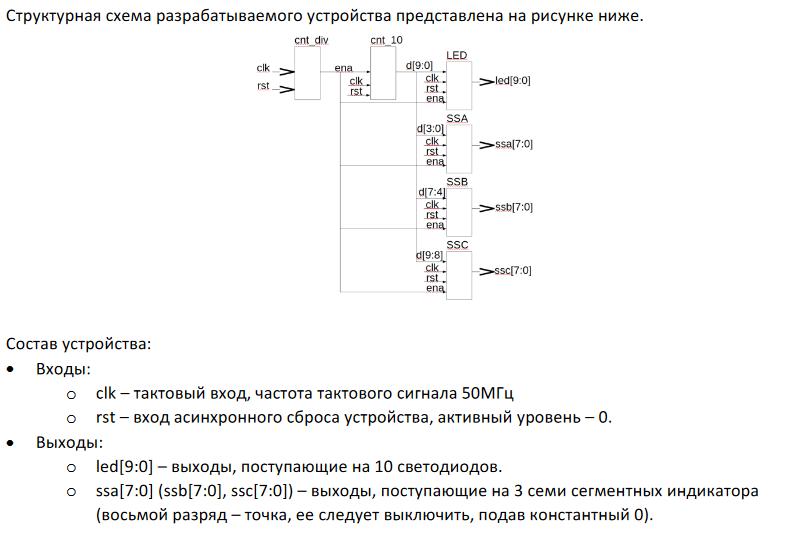 Структурная схема разрабатываемого устройства представлена на рисунке ниже.
cnt_div
cnt_10
LED
clk
rst
ena
clk
rst
d[9:0]
clk
rst
ena
led[9:0]
SSA
d[3:0]
clk
rst
ena
ssa[7:0]
SSB
d[7:4]
clk
rst
ena
ssb[7:0]
SSC
d[9:8]
clk
rst
ena
ssc[7:0]
Состав устройства:
• Входы:
o clk – тактовый вход, частота тактового сигнала 50МГц
o rst – вход асинхронного сброса устройства, активный уровень – 0.
• Выходы:
o led[9:0] – выходы, поступающие на 10 светодиодов.
o ssa[7:0] (ssb[7:0], ssc[7:0]) – выходы, поступающие на 3 семи сегментных индикатора
(восьмой разряд – точка, ее следует выключить, подав константный 0).